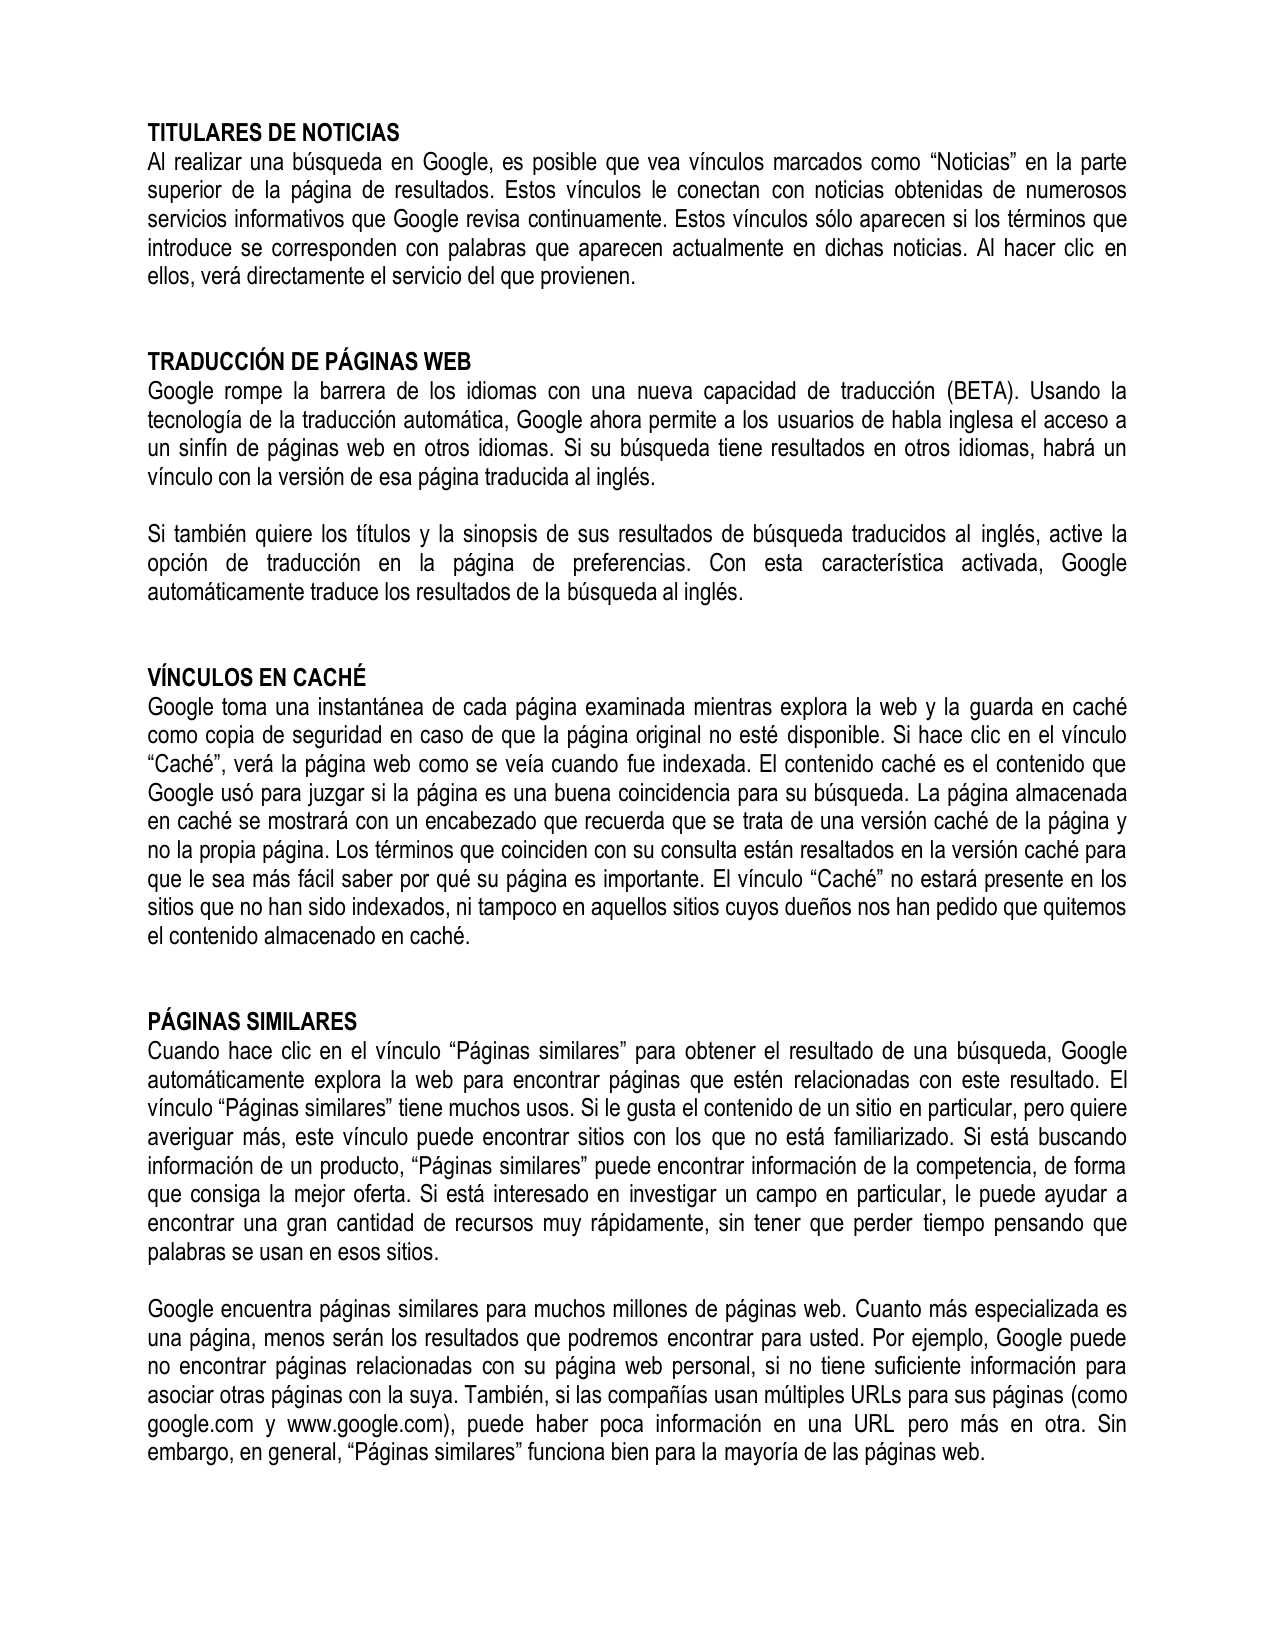 TITULARES DE NOTICIAS
Al realizar una búsqueda en Google, es posible que vea vínculos marcados como “Noticias” en la parte
superior de la página de resultados. Estos vínculos le conectan con noticias obtenidas de numerosos
servicios informativos que Google revisa continuamente. Estos vínculos sólo aparecen si los términos que
introduce se corresponden con palabras que aparecen actualmente en dichas noticias. Al hacer clic en
ellos, verá directamente el servicio del que provienen.
TRADUCCIÓN DE PÁGINAS WEB
Google rompe la barrera de los idiomas con una nueva capacidad de traducción (BETA). Usando la
tecnología de la traducción automática, Google ahora permite a los usuarios de habla inglesa el acceso a
un sinfín de páginas web en otros idiomas. Si su búsqueda tiene resultados en otros idiomas, habrá un
vínculo con la versión de esa página traducida al inglés.
Si también quiere los títulos y la sinopsis de sus resultados de búsqueda traducidos al inglés, active la
opción de traducción en la página de preferencias. Con esta característica activada, Google
automáticamente traduce los resultados de la búsqueda al inglés.
VÍNCULOS EN CACHÉ
Google toma una instantánea de cada página examinada mientras explora la web y la guarda en caché
como copia de seguridad en caso de que la página original no esté disponible. Si hace clic en el vínculo
“Caché”, verá la página web como se veía cuando fue indexada. El contenido caché es el contenido que
Google usó para juzgar si la página es una buena coincidencia para su búsqueda. La página almacenada
en caché se mostrará con un encabezado que recuerda que se trata de una versión caché de la página y
no la propia página. Los términos que coinciden con su consulta están resaltados en la versión caché para
que le sea más fácil saber por qué su página es importante. El vínculo “Caché” no estará presente en los
sitios que no han sido indexados, ni tampoco en aquellos sitios cuyos dueños nos han pedido que quitemos
el contenido almacenado en caché.
PÁGINAS SIMILARES
Cuando hace clic en el vínculo “Páginas similares” para obtener el resultado de una búsqueda, Google
automáticamente explora la web para encontrar páginas que estén relacionadas con este resultado. El
vínculo “Páginas similares” tiene muchos usos. Si le gusta el contenido de un sitio en particular, pero quiere
averiguar más, este vínculo puede encontrar sitios con los que no está familiarizado. Si está buscando
información de un producto, “Páginas similares” puede encontrar información de la competencia, de forma
que consiga la mejor oferta. Si está interesado en investigar un campo en particular, le puede ayudar a
encontrar una gran cantidad de recursos muy rápidamente, sin tener que perder tiempo pensando que
palabras se usan en esos sitios.
Google encuentra páginas similares para muchos millones de páginas web. Cuanto más especializada es
una página, menos serán los resultados que podremos encontrar para usted. Por ejemplo, Google puede
no encontrar páginas relacionadas con su página web personal, si no tiene suficiente información para
asociar otras páginas con la suya. También, si las compañías usan múltiples URLs para sus páginas (como
google.com y www.google.com), puede haber poca información en una URL pero más en otra. Sin
embargo, en general, “Páginas similares” funciona bien para la mayoría de las páginas web.